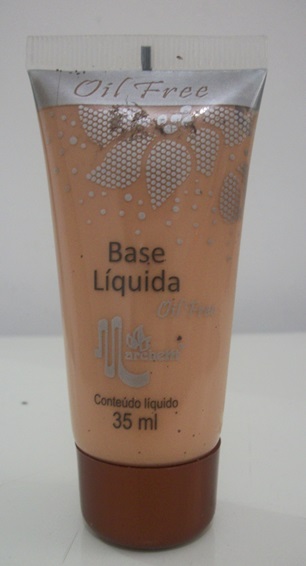 Oil Free
Base
Líquida
Oil Free
Conteúdo líquido
35 ml